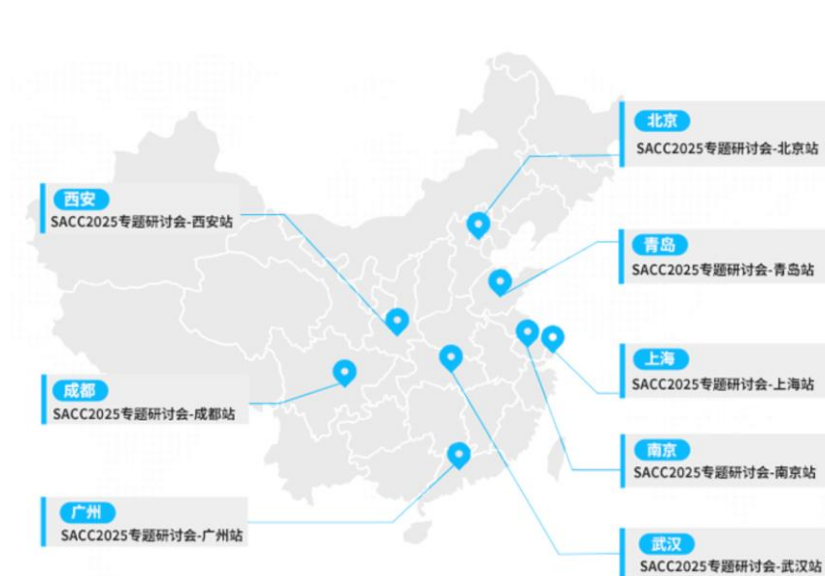 北京
SACC2025专题研讨会-北京站
西安
SACC2025专题研讨会-西安站
青岛
SACC2025专题研讨会-青岛站
上海
SACC2025专题研讨会-上海站
成都
SACC2025专题研讨会-成都站
南京
SACC2025专题研讨会-南京站
广州
SACC2025专题研讨会-广州站
武汉
SACC2025专题研讨会-武汉站